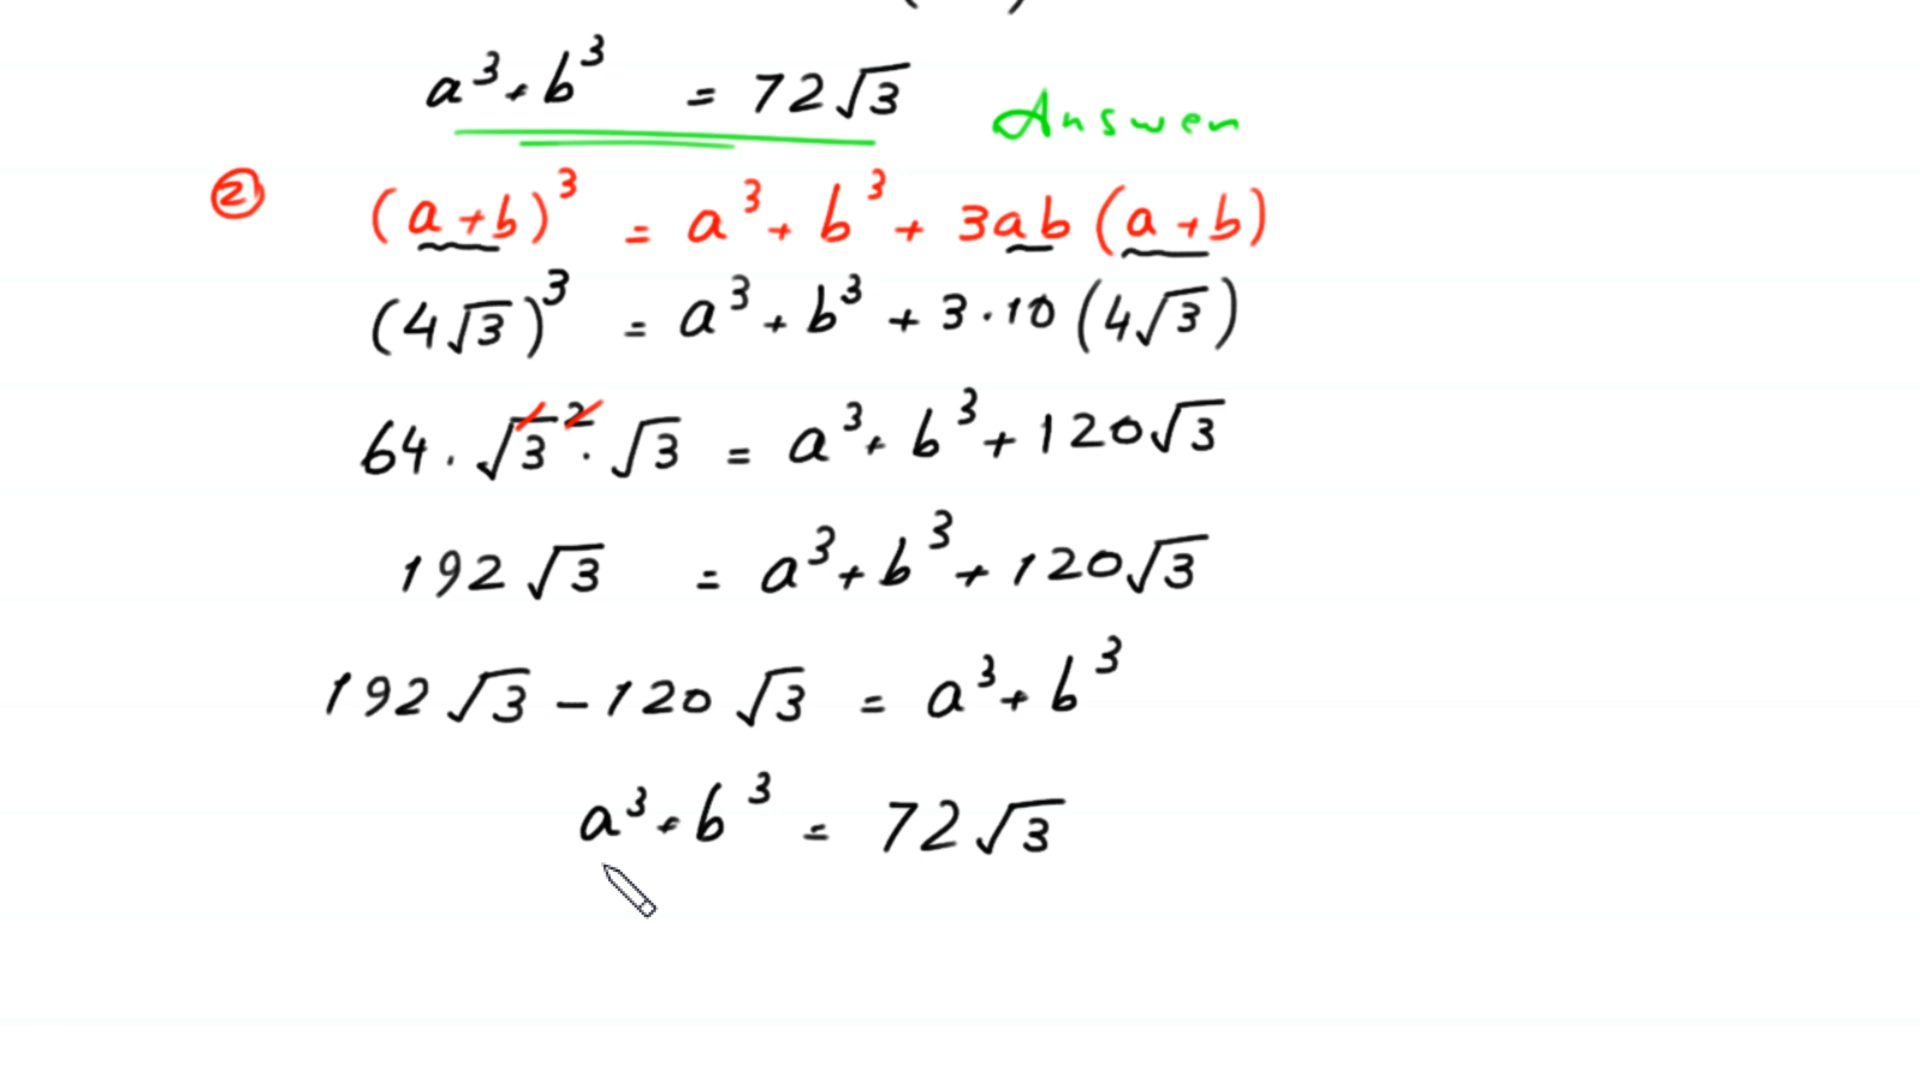 a³+b³ = 72√3 Answer
② (a+b)³ = a³+b³+3ab(a+b)
(4√3)³ = a³+b³+3·10(4√3)
64·√3²·√3 = a³+b³+120√3
192√3 = a³+b³+120√3
192√3-120√3 = a³+b³
a³+b³ = 72√3